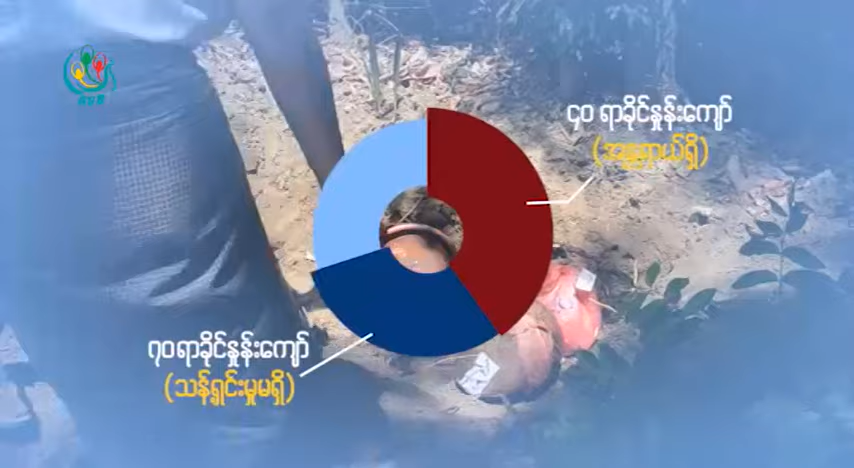 ၄၀ ရာခိုင်နှုန်းကျော်
(အန္တရာယ်ရှိ)
၇၀ရာခိုင်နှုန်းကျော်
(သန့်ရှင်းမှုမရှိ)